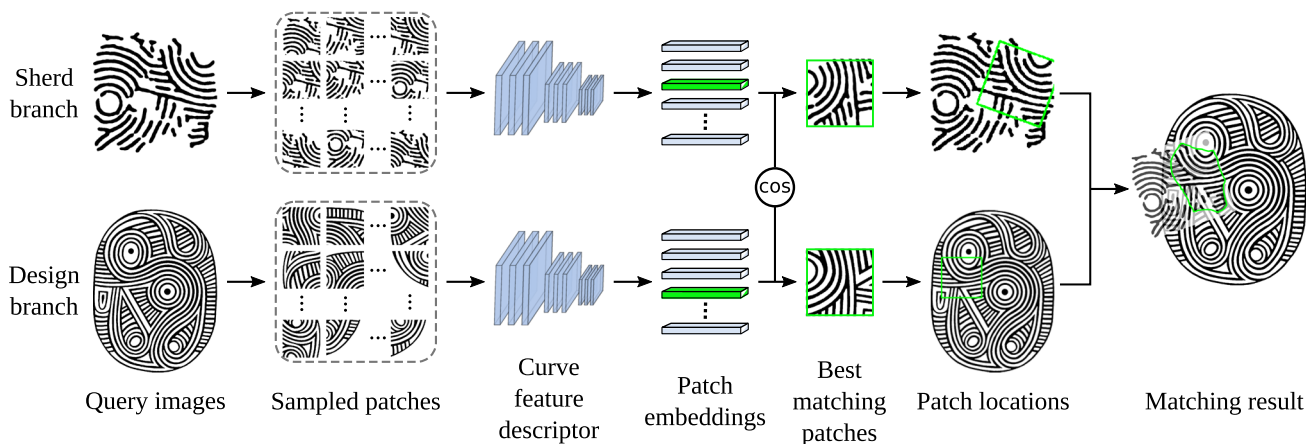 Sherd
branch
cos
Design
branch
Query images
Sampled patches
Curve
feature
descriptor
Patch
embeddings
Best
matching
patches
Patch locations
Matching result